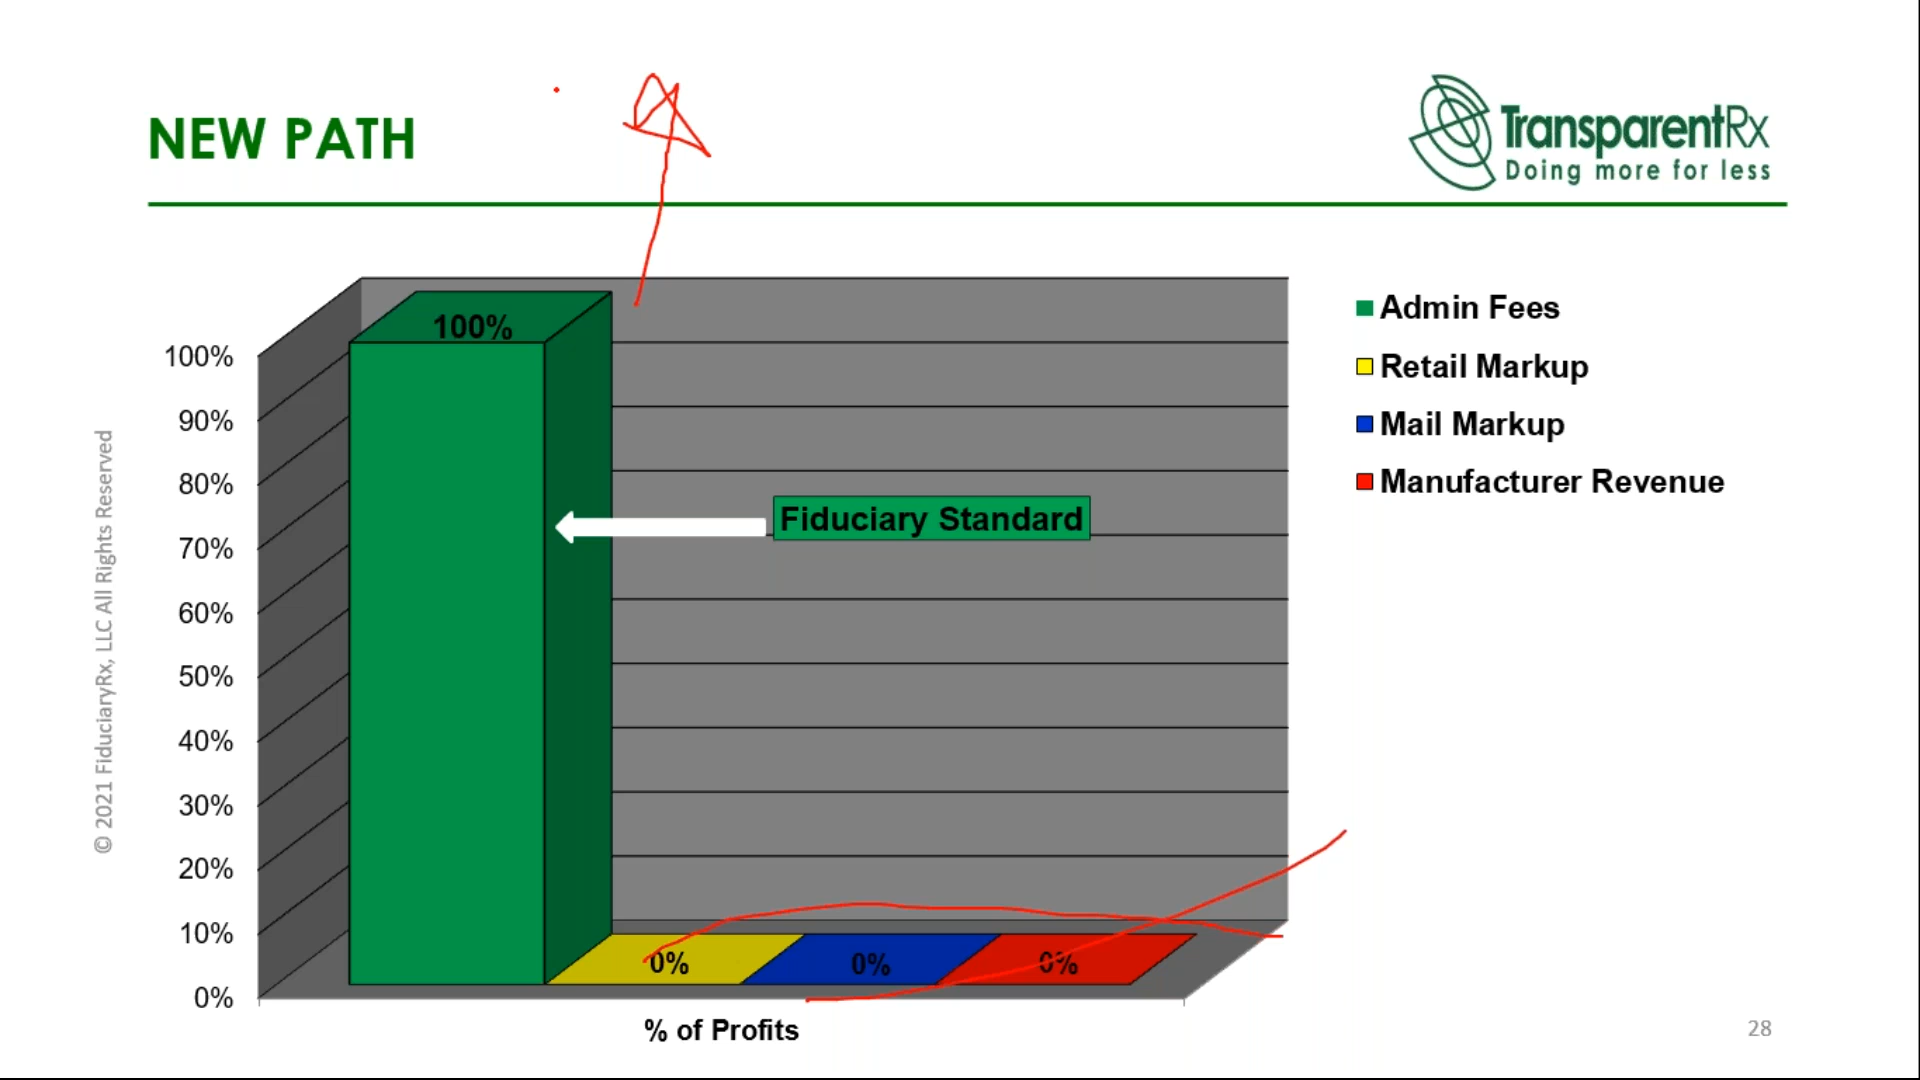 NEW PATH
TransparentRx
Doing more for less
© 2021 FiduciaryRx, LLC All Rights Reserved
100%
90%
80%
70%
60%
50%
40%
30%
20%
10%
0%
100%
Fiduciary Standard
0%
0%
0%
% of Profits
Admin Fees
Retail Markup
Mail Markup
Manufacturer Revenue
28